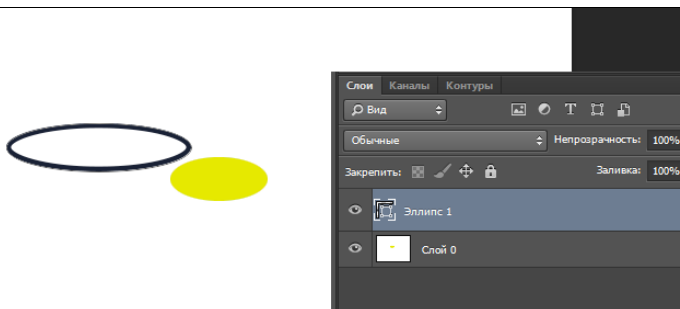 Слои Каналы Контуры
Вид T
Обычные Непрозрачность: 100%
Закрепить: Заливка: 100%
Эллипс 1
Слой 0